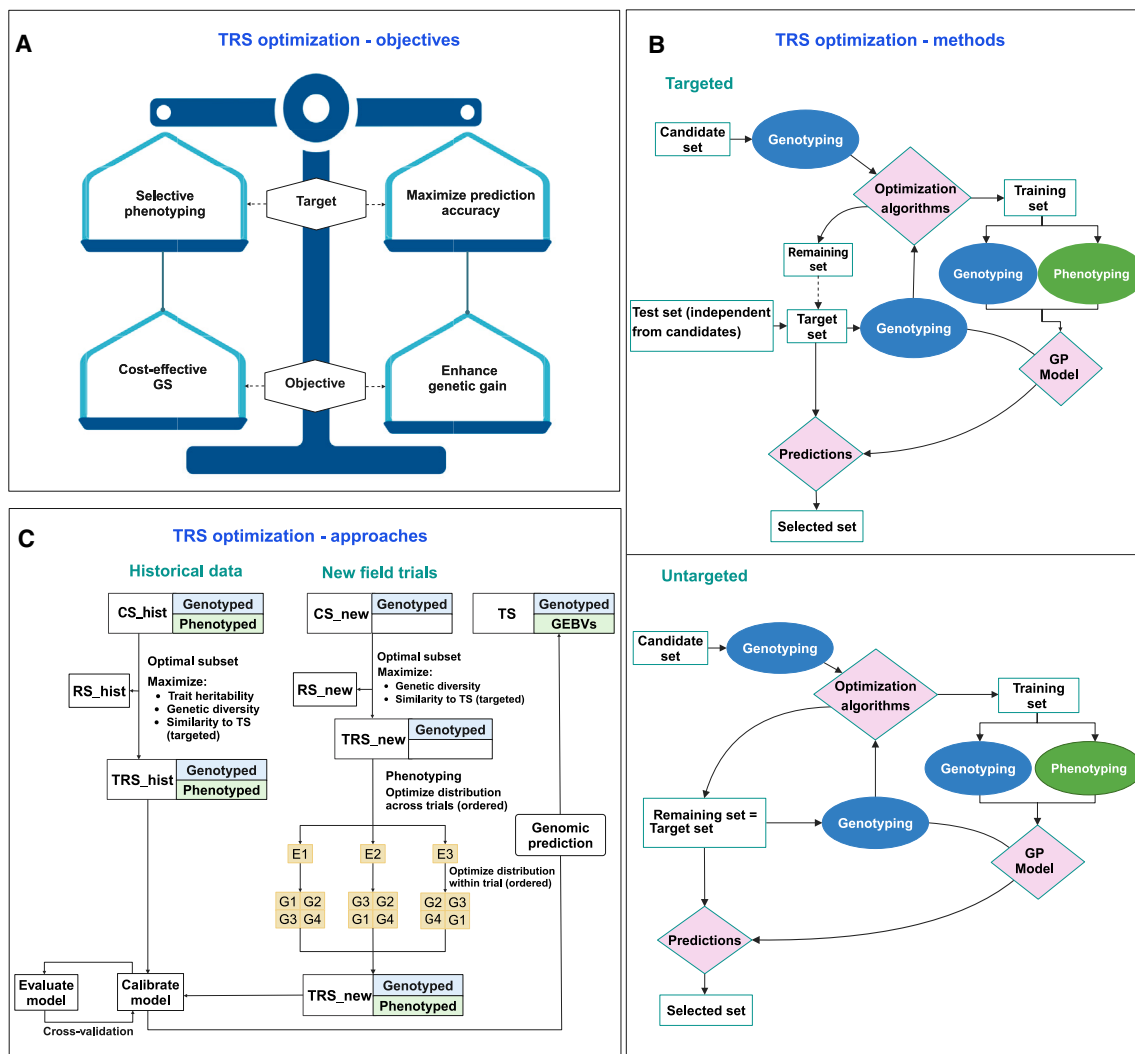 A
TRS optimization - objectives
Selective
phenotyping
Target
Maximize prediction
accuracy
Cost-effective
GS
Objective
Enhance
genetic gain
B
TRS optimization - methods
Targeted
Candidate
set
Genotyping
Optimization
algorithms
Training
set
Remaining
set
Genotyping
Phenotyping
Test set (independent
from candidates)
Target
set
Genotyping
GP
Model
Predictions
Selected set
Untargeted
Candidate
set
Genotyping
Optimization
algorithms
Training
set
Genotyping
Phenotyping
Remaining set =
Target set
Genotyping
GP
Model
Predictions
Selected set
C
TRS optimization - approaches
Historical data
New field trials
CS_hist
Genotyped
Phenotyped
CS_new
Genotyped
TS
Genotyped
GEBVs
Optimal subset
Maximize:
• Trait heritability
• Genetic diversity
• Similarity to TS
(targeted)
RS_hist
Optimal subset
Maximize:
• Genetic diversity
• Similarity to TS (targeted)
RS_new
TRS_new
Genotyped
TRS_hist
Genotyped
Phenotyped
Phenotyping
Optimize distribution
across trials (ordered)
Genomic
prediction
E1
E2
E3
Optimize distribution
within trial (ordered)
G1 G2
G3 G4
G3 G2
G1 G4
G2 G3
G4 G1
Evaluate
model
Calibrate
model
Cross-validation
TRS_new
Genotyped
Phenotyped